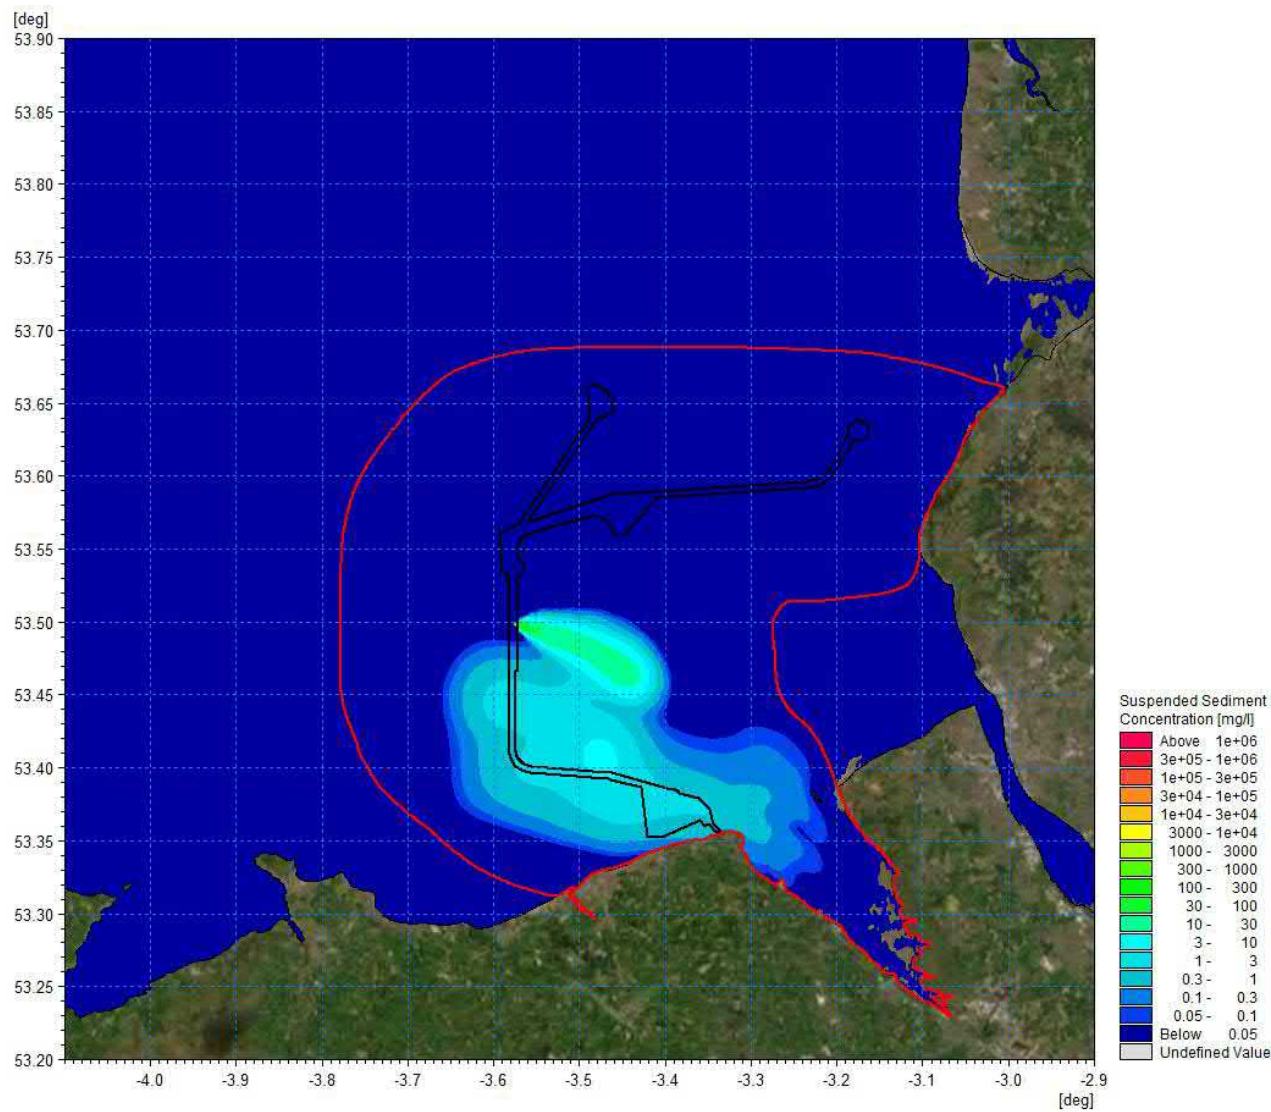 [deg]
53.90
53.85
53.80
53.75
53.70
53.65
53.60
53.55
53.50
53.45
53.40
53.35
53.30
53.25
53.20
-4.0 -3.9 -3.8 -3.7 -3.6 -3.5 -3.4 -3.3 -3.2 -3.1 -3.0 -2.9
[deg]
Suspended Sediment
Concentration [mg/l]
Above 1e+06
3e+05 - 1e+06
1e+05 - 3e+05
3e+04 - 1e+05
1e+04 - 3e+04
3000 - 1e+04
1000 - 3000
300 - 1000
100 - 300
30 - 100
10 - 30
3 - 10
1 - 3
0.3 - 1
0.1 - 0.3
0.05 - 0.1
Below 0.05
Undefined Value